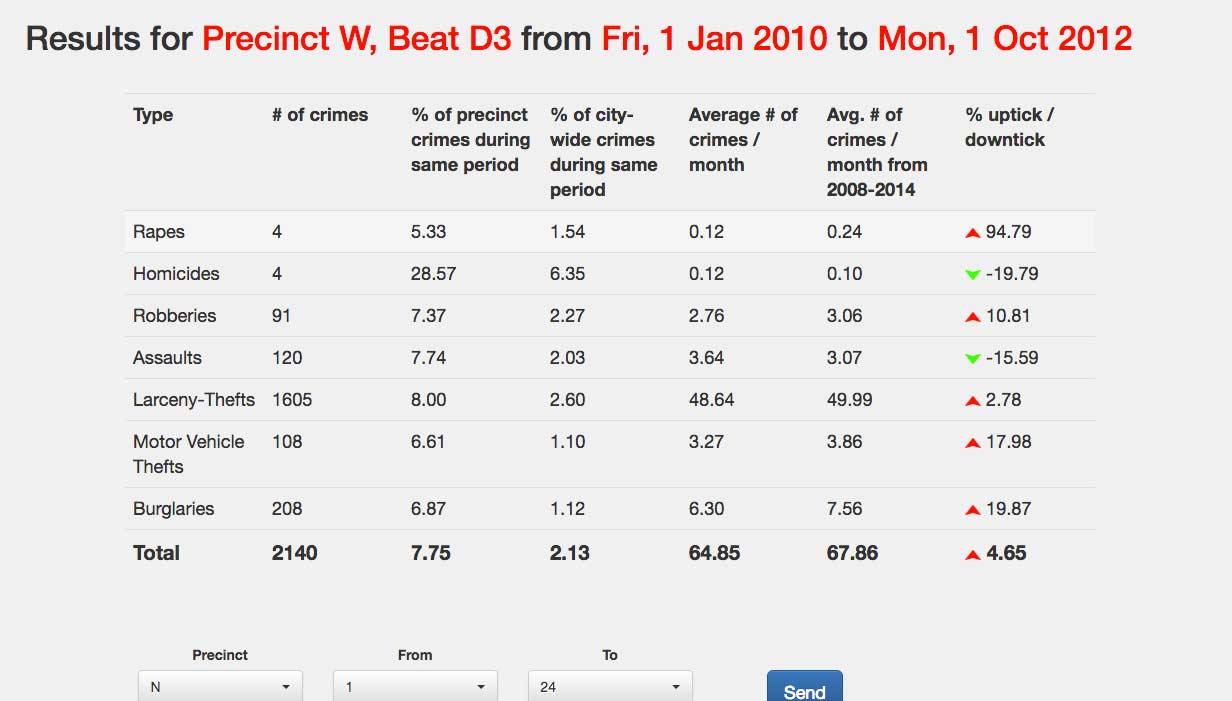 Results for Precinct W, Beat D3 from Fri, 1 Jan 2010 to Mon, 1 Oct 2012
Type # of crimes % of precinct crimes during same period % of city-wide crimes during same period Average # of crimes / month Avg. # of crimes / month from 2008-2014 % uptick / downtick
Rapes 4 5.33 1.54 0.12 0.24 94.79
Homicides 4 28.57 6.35 0.12 0.10 -19.79
Robberies 91 7.37 2.27 2.76 3.06 10.81
Assaults 120 7.74 2.03 3.64 3.07 -15.59
Larceny-Thefts 1605 8.00 2.60 48.64 49.99 2.78
Motor Vehicle Thefts 108 6.61 1.10 3.27 3.86 17.98
Burglaries 208 6.87 1.12 6.30 7.56 19.87
Total 2140 7.75 2.13 64.85 67.86 4.65
Precinct From To
N 1 24 Send